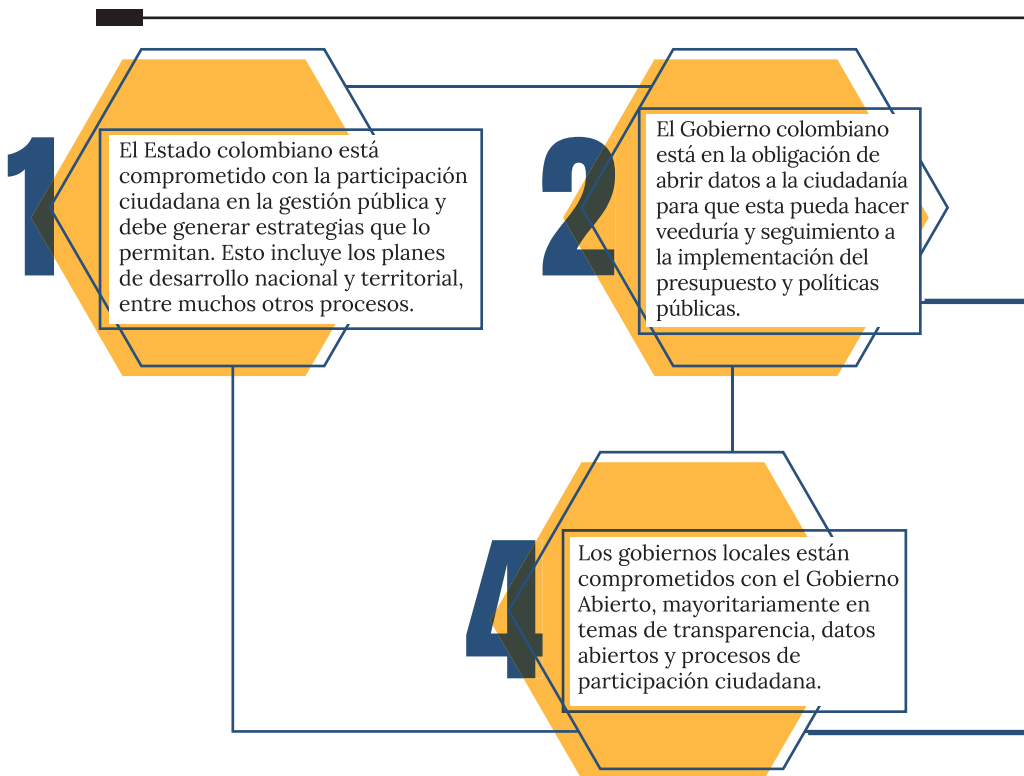 1
El Estado colombiano está
comprometido con la participación
ciudadana en la gestión pública y
debe generar estrategias que lo
permitan. Esto incluye los planes
de desarrollo nacional y territorial,
entre muchos otros procesos.
2
El Gobierno colombiano
está en la obligación de
abrir datos a la ciudadanía
para que esta pueda hacer
veeduría y seguimiento a
la implementación del
presupuesto y políticas
públicas.
4
Los gobiernos locales están
comprometidos con el Gobierno
Abierto, mayoritariamente en
temas de transparencia, datos
abiertos y procesos de
participación ciudadana.